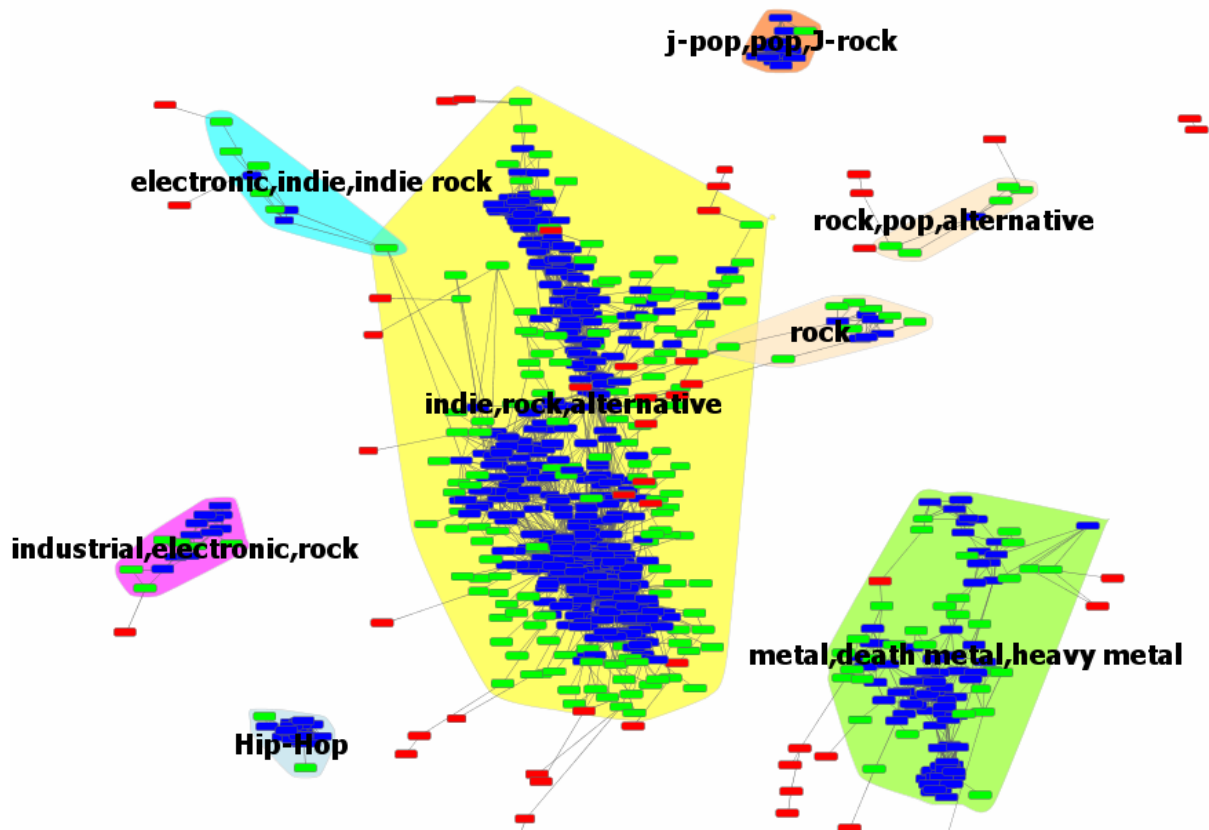 j-pop,pop,J-rock
electronic,indie,indie rock
rock,pop,alternative
rock
indie,rock,alternative
industrial,electronic,rock
metal,death metal,heavy metal
Hip-Hop